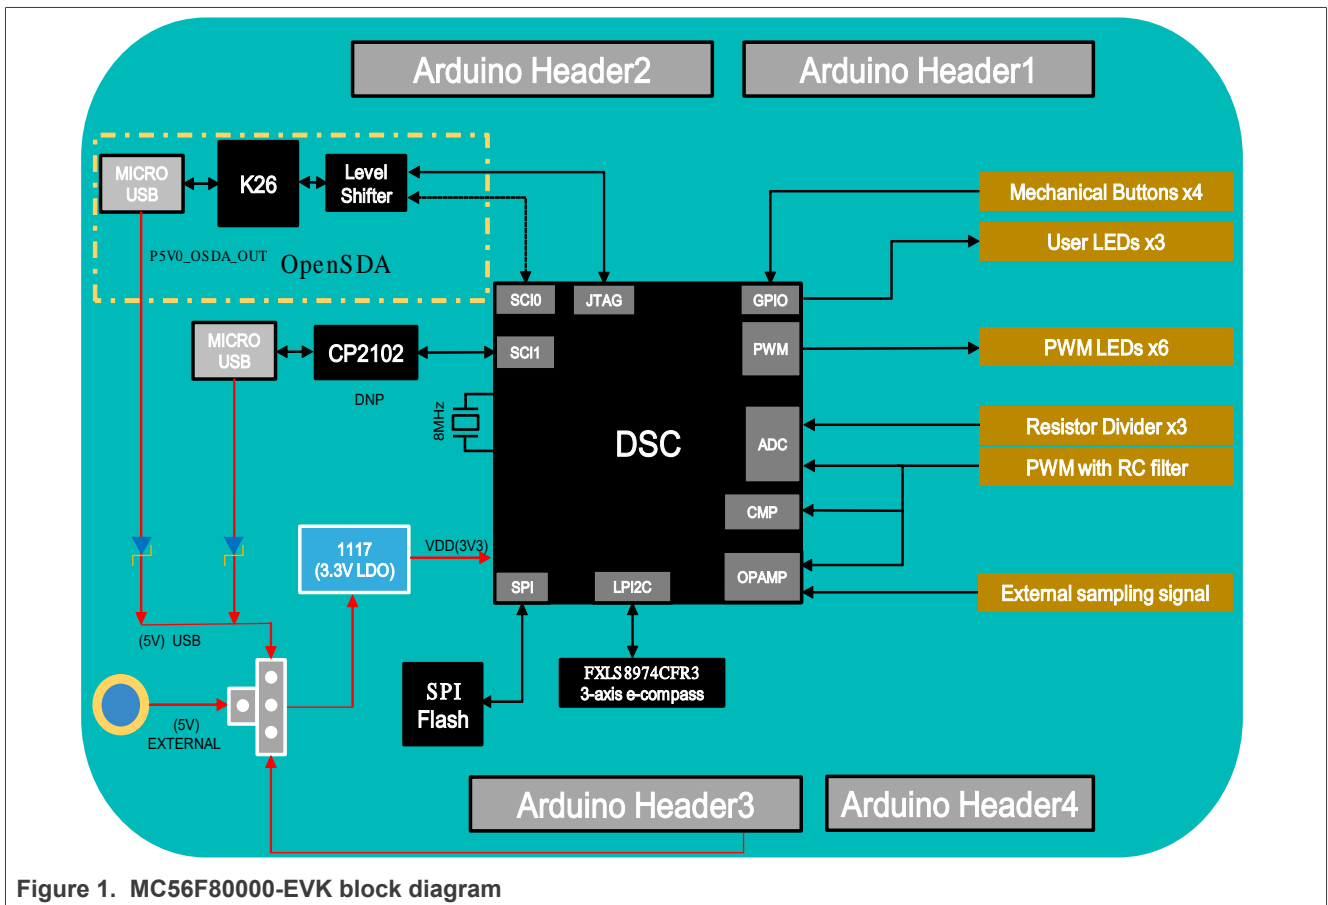 Arduino Header2
Arduino Header1
MICRO
USB
K26
Level
Shifter
P5V0_OSDA_OUT
OpenSDA
Mechanical Buttons x4
User LEDs x3
SCI0
JTAG
GPIO
MICRO
USB
CP2102
SCI1
PWM
PWM LEDs x6
DNP
8MHz
DSC
ADC
Resistor Divider x3
PWM with RC filter
CMP
1117
(3.3V LDO)
VDD(3V3)
SPI
LPI2C
OPAMP
External sampling signal
(5V) USB
SPI
Flash
FXLS8974CFR3
3-axis e-compass
(5V)
EXTERNAL
Arduino Header3
Arduino Header4
Figure 1. MC56F80000-EVK block diagram